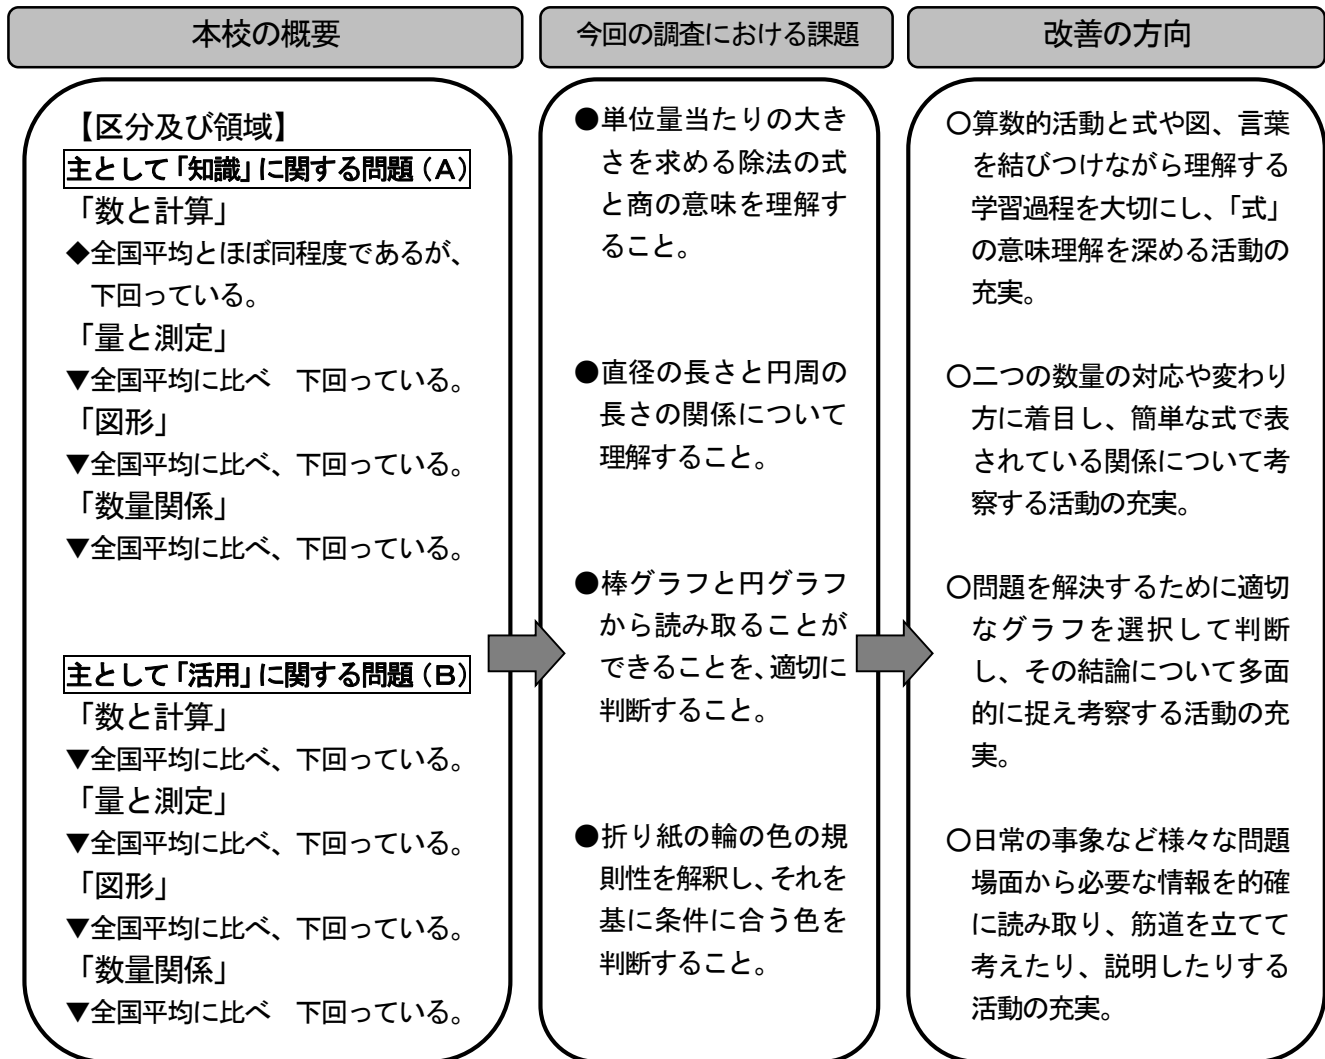 本校の概要
【区分及び領域】
主として「知識」に関する問題（A）
「数と計算」
◆全国平均とほぼ同程度であるが、
下回っている。
「量と測定」
▼全国平均に比べ　下回っている。
「図形」
▼全国平均に比べ、下回っている。
「数量関係」
▼全国平均に比べ、下回っている。
主として「活用」に関する問題（B）
「数と計算」
▼全国平均に比べ、下回っている。
「量と測定」
▼全国平均に比べ、下回っている。
「図形」
▼全国平均に比べ、下回っている。
「数量関係」
▼全国平均に比べ　下回っている。
今回の調査における課題
●単位量当たりの大き
さを求める除法の式
と商の意味を理解す
ること。
●直径の長さと円周の
長さの関係について
理解すること。
●棒グラフと円グラフ
から読み取ることが
できることを、適切に
判断すること。
●折り紙の輪の色の規
則性を解釈し、それを
基に条件に合う色を
判断すること。
改善の方向
○算数的活動と式や図、言葉
を結びつけながら理解する
学習過程を大切にし、「式」
の意味理解を深める活動の
充実。
○二つの数量の対応や変わり
方に着目し、簡単な式で表
されている関係について考
察する活動の充実。
○問題を解決するために適切
なグラフを選択して判断
し、その結論について多面
的に捉え考察する活動の充
実。
○日常の事象など様々な問題
場面から必要な情報を的確
に読み取り、筋道を立てて
考えたり、説明したりする
活動の充実。